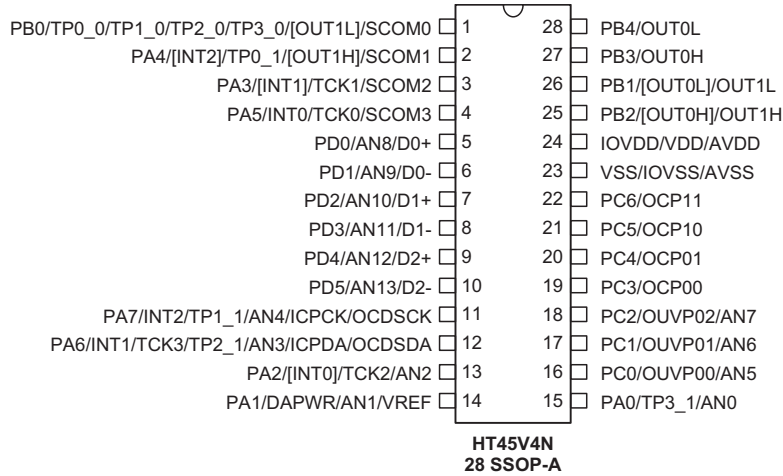 PB0/TP0_0/TP1_0/TP2_0/TP3_0/[OUT1L]/SCOM0 1 28 PB4/OUT0L
PA4/[INT2]/TP0_1/[OUT1H]/SCOM1 2 27 PB3/OUT0H
PA3/[INT1]/TCK1/SCOM2 3 26 PB1/[OUT0L]/OUT1L
PA5/INT0/TCK0/SCOM3 4 25 PB2/[OUT0H]/OUT1H
PD0/AN8/D0+ 5 24 IOVDD/VDD/AVDD
PD1/AN9/D0- 6 23 VSS/IOVSS/AVSS
PD2/AN10/D1+ 7 22 PC6/OCP11
PD3/AN11/D1- 8 21 PC5/OCP10
PD4/AN12/D2+ 9 20 PC4/OCP01
PD5/AN13/D2- 10 19 PC3/OCP00
PA7/INT2/TP1_1/AN4/ICPCK/OCDSCK 11 18 PC2/OUVP02/AN7
PA6/INT1/TCK3/TP2_1/AN3/ICPDA/OCDSDA 12 17 PC1/OUVP01/AN6
PA2/[INT0]/TCK2/AN2 13 16 PC0/OUVP00/AN5
PA1/DAPWR/AN1/VREF 14 15 PA0/TP3_1/AN0
HT45V4N
28 SSOP-A